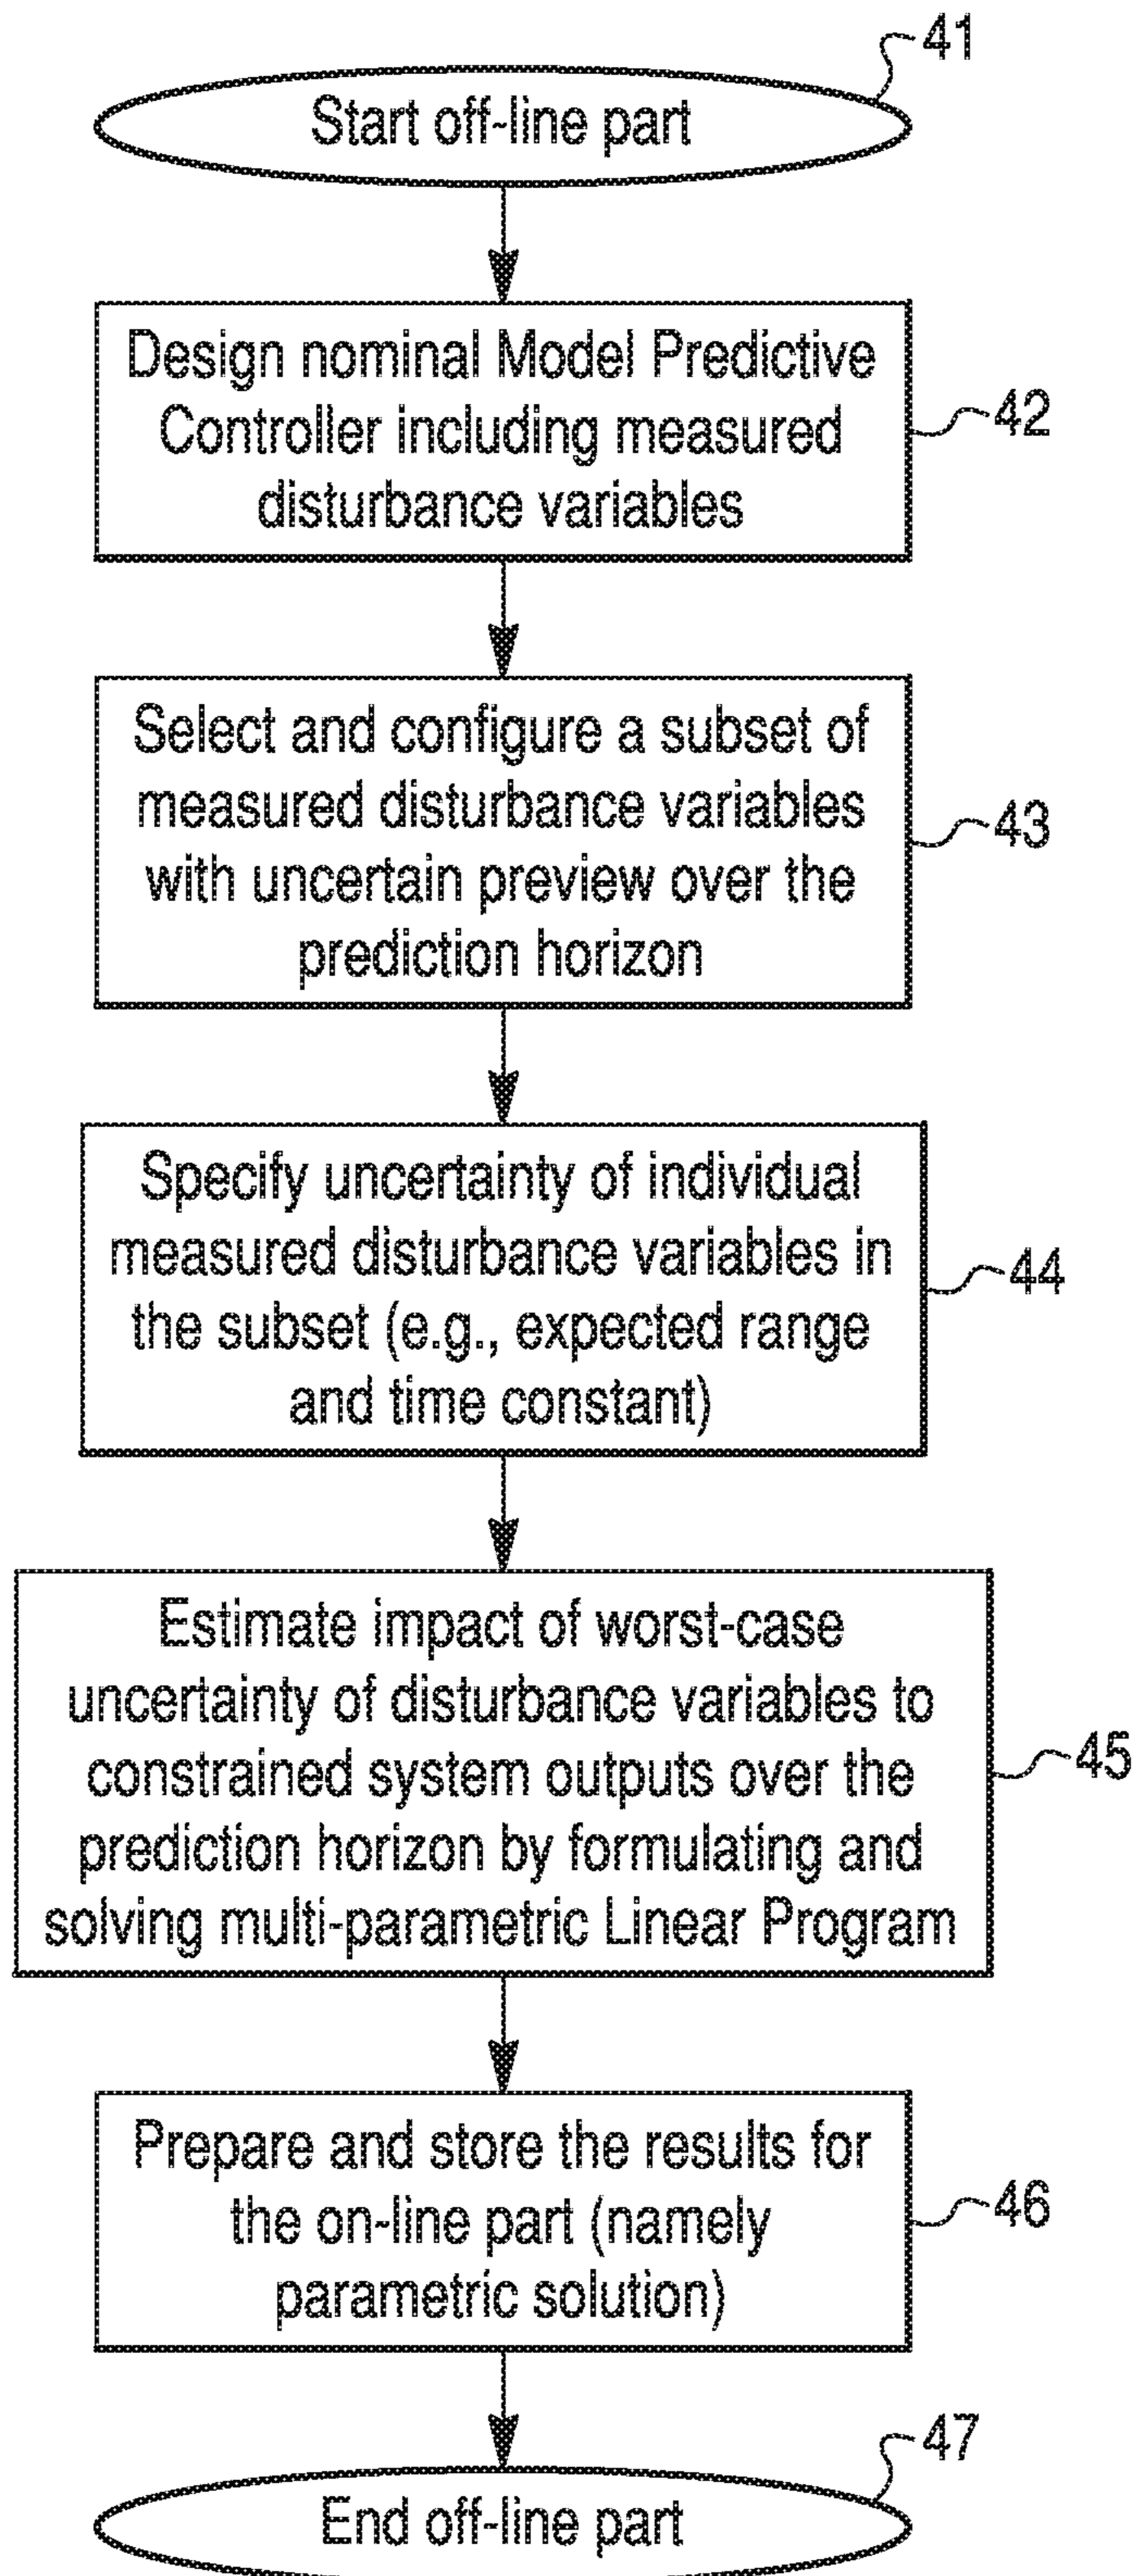 41
Start off-line part
Design nominal Model Predictive
Controller including measured
disturbance variables
42
Select and configure a subset of
measured disturbance variables
with uncertain preview over the
prediction horizon
43
Specify uncertainty of individual
measured disturbance variables in
the subset (e.g., expected range
and time constant)
44
Estimate impact of worst-case
uncertainty of disturbance variables to
constrained system outputs over the
prediction horizon by formulating and
solving multi-parametric Linear Program
45
Prepare and store the results for
the on-line part (namely
parametric solution)
46
47
End off-line part